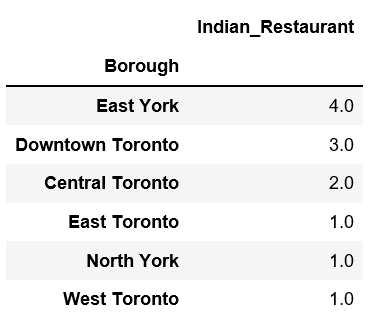 Indian_Restaurant
Borough
East York 4.0
Downtown Toronto 3.0
Central Toronto 2.0
East Toronto 1.0
North York 1.0
West Toronto 1.0